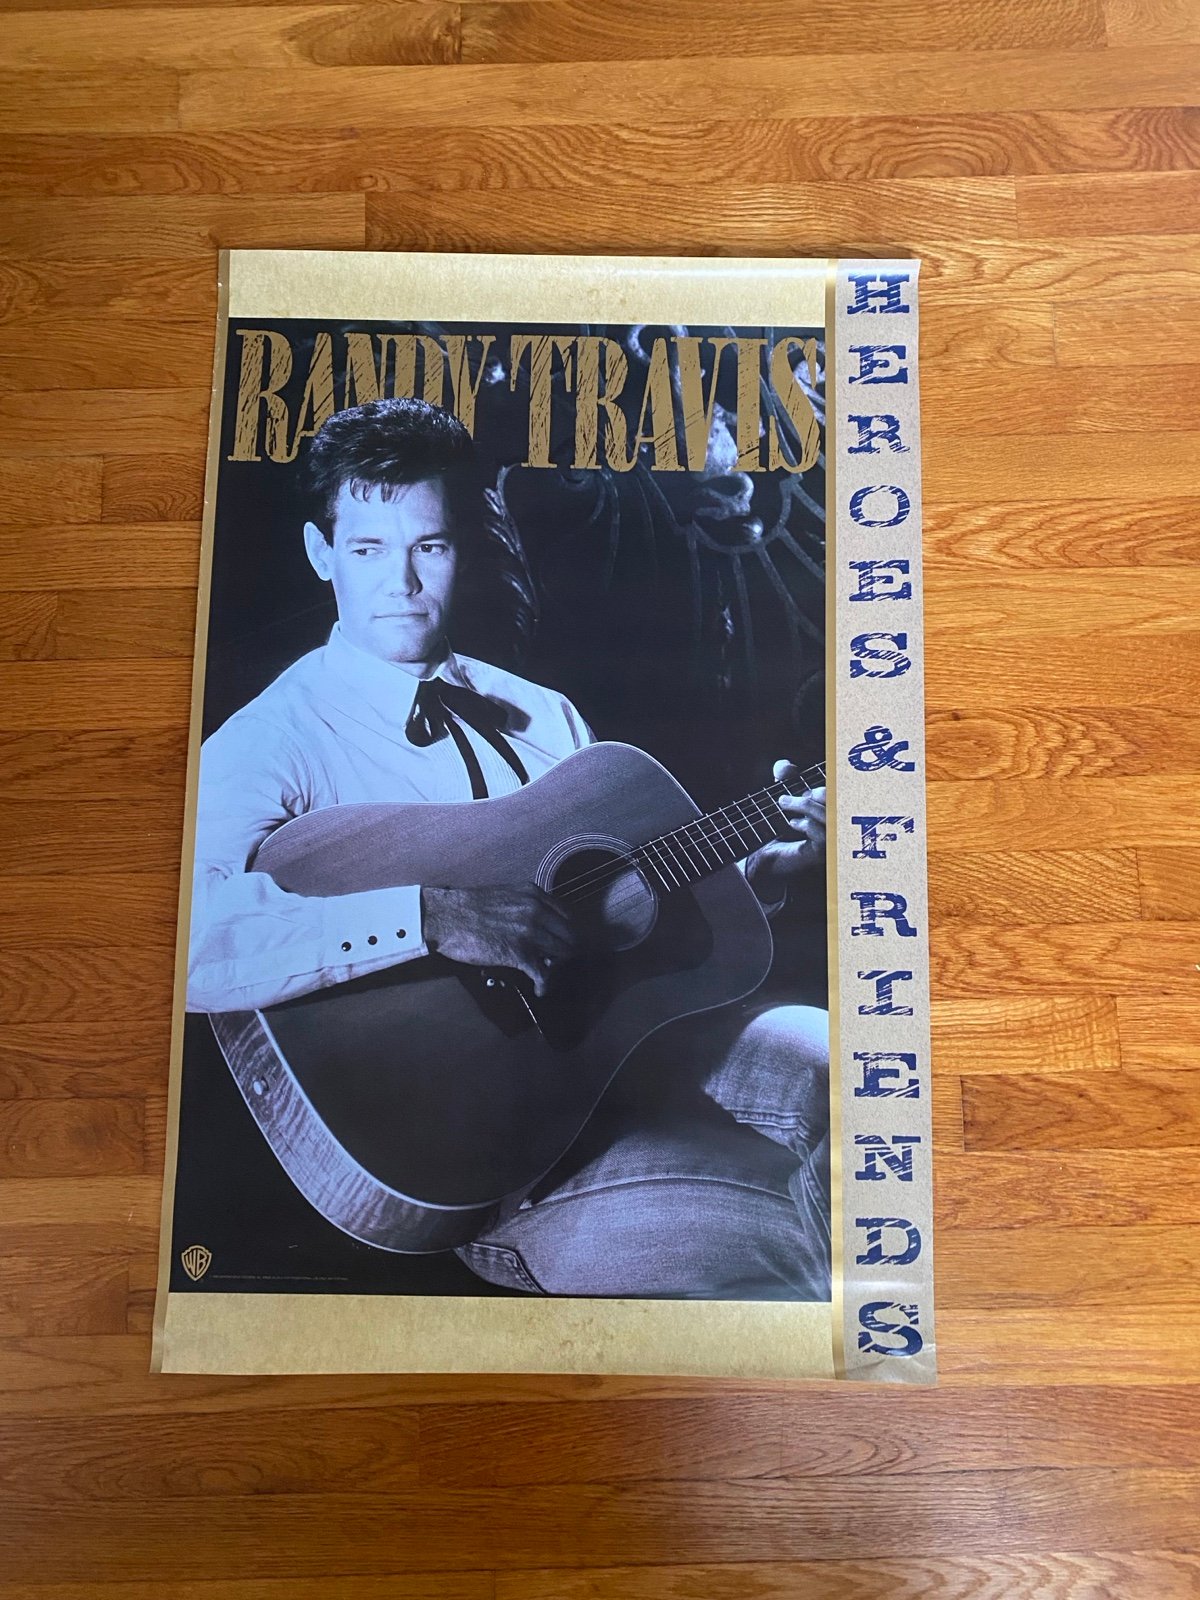 RANDY TRAVIS
HEROES & FRIENDS
WB